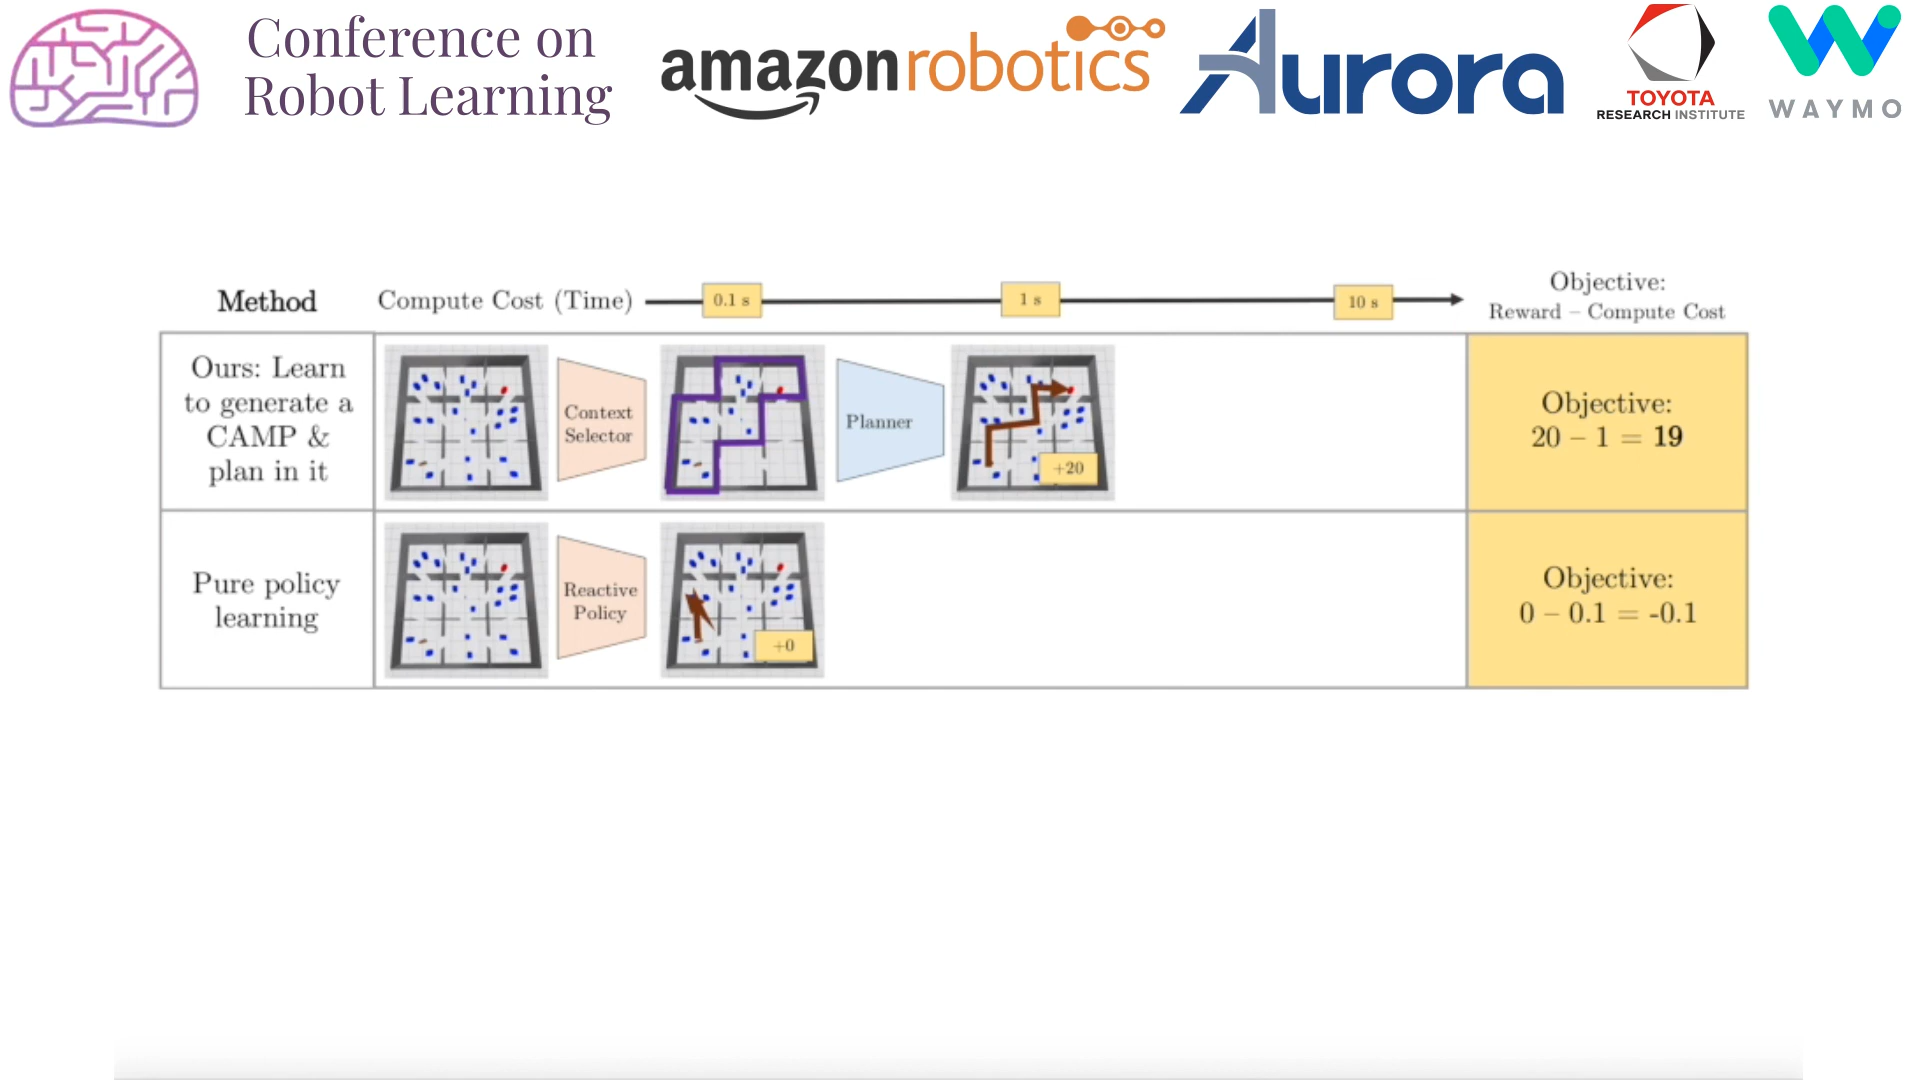 Conference on
Robot Learning
amazonrobotics
Aurora
TOYOTA
RESEARCH INSTITUTE
WAYMO
Method
Compute Cost (Time)
0.1 s
1 s
10 s
Objective:
Reward – Compute Cost
Ours: Learn
to generate a
CAMP &
plan in it
Context
Selector
Planner
+20
Objective:
20 – 1 = 19
Pure policy
learning
Reactive
Policy
+0
Objective:
0 – 0.1 = -0.1